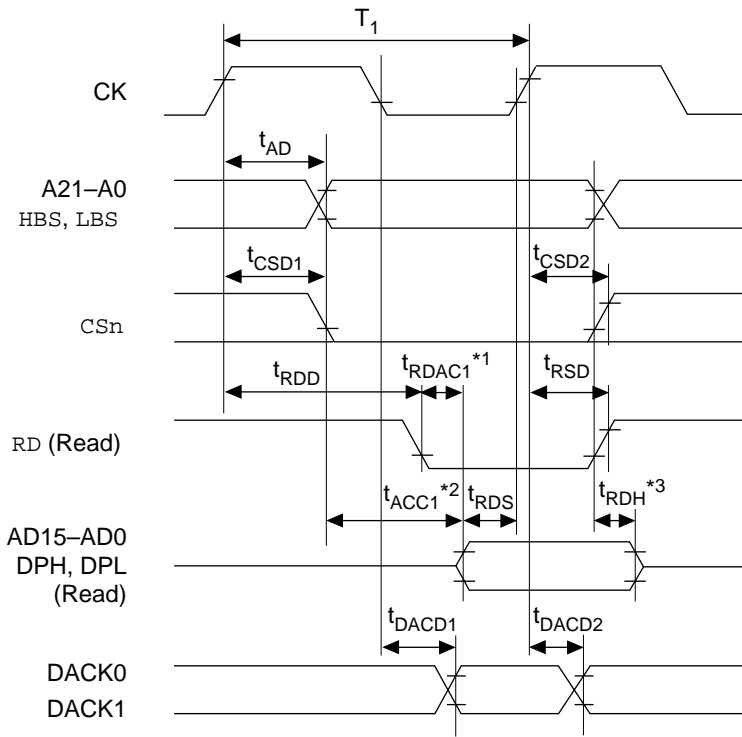 T1
CK
tAD
A21–A0
HBS, LBS
tCSD1
tCSD2
CSn
tRDD
tRDAC1*1
tRSD
RD (Read)
tACC1*2
tRDS
tRDH*3
AD15–AD0
DPH, DPL
(Read)
tDACD1
tDACD2
DACK0
DACK1